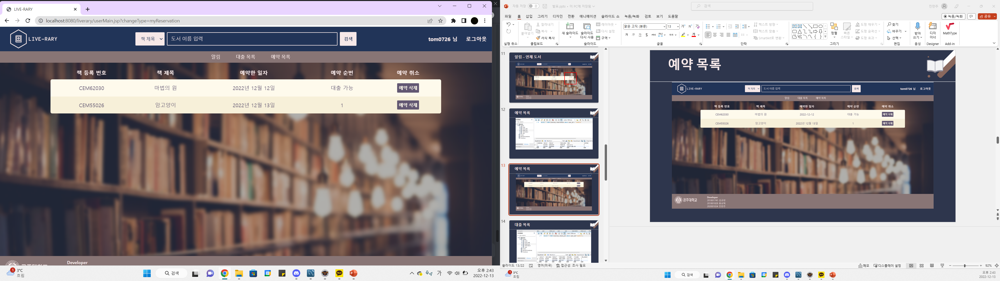 LIVE-RARY
localhost:8080/liverary/userMain.jsp?changeType=myReservation
LIVE-RARY
책 제목
도서 이름 입력
검색
tom0726 님
로그아웃
알림
대출 목록
예약 목록
책 등록 번호
책 제목
예약한 일자
예약 순번
예약 취소
CEM62030
마법의 원
2022년 12월 12일
대출 가능
예약 삭제
CEM55026
암고양이
2022년 12월 13일
1
예약 삭제
Developer
1
3°C
흐림
검색
31
TALK
가
오후 2:43
2022-12-13
자동 저장
끔
발표.pptx • 이 PC에 저장됨
검색
진민주
파일
홈
삽입
그리기
디자인
전환
애니메이션
슬라이드 쇼
녹음/녹화
검토
보기
도움말
녹음/녹화
공유
실행 취소
붙여넣기
잘라내기
복사
서식 복사
클립보드
새 슬라이드
슬라이드
다시 사용
레이아웃
다시 설정
구역
슬라이드
맑은 고딕 (본문)
13
글꼴
텍스트 방향
텍스트 맞춤
SmartArt로 변환
단락
정렬
빠른
스타일
도형 채우기
도형 윤곽선
도형 효과
그리기
찾기
바꾸기
선택
편집
받아
쓰기
음성
디자
이너
Designer
MathType
Add-in
11
알림 – 연체 도서
12
예약 목록
13
예약 목록
14
대출 목록
예약 목록
LIVE-RARY
책 제목
도서 이름 입력
검색
tom0726 님
로그아웃
알림
대출 목록
예약 목록
책 등록 번호
책 제목
예약한 일자
예약 순번
예약 취소
CEM62030
마법의 원
2022-12-12
대출 가능
예약 삭제
CEM55026
암고양이
2022년 12월 13일
1
예약 삭제
공주대학교
Developer
201801743 김규빈
201801828 홍상혁
202001834 진민주
슬라이드 13/22
영어(미국)
접근성: 조사 필요
메모
디스플레이 설정
92%
1
3°C
흐림
검색
31
오후 2:43
2022-12-13